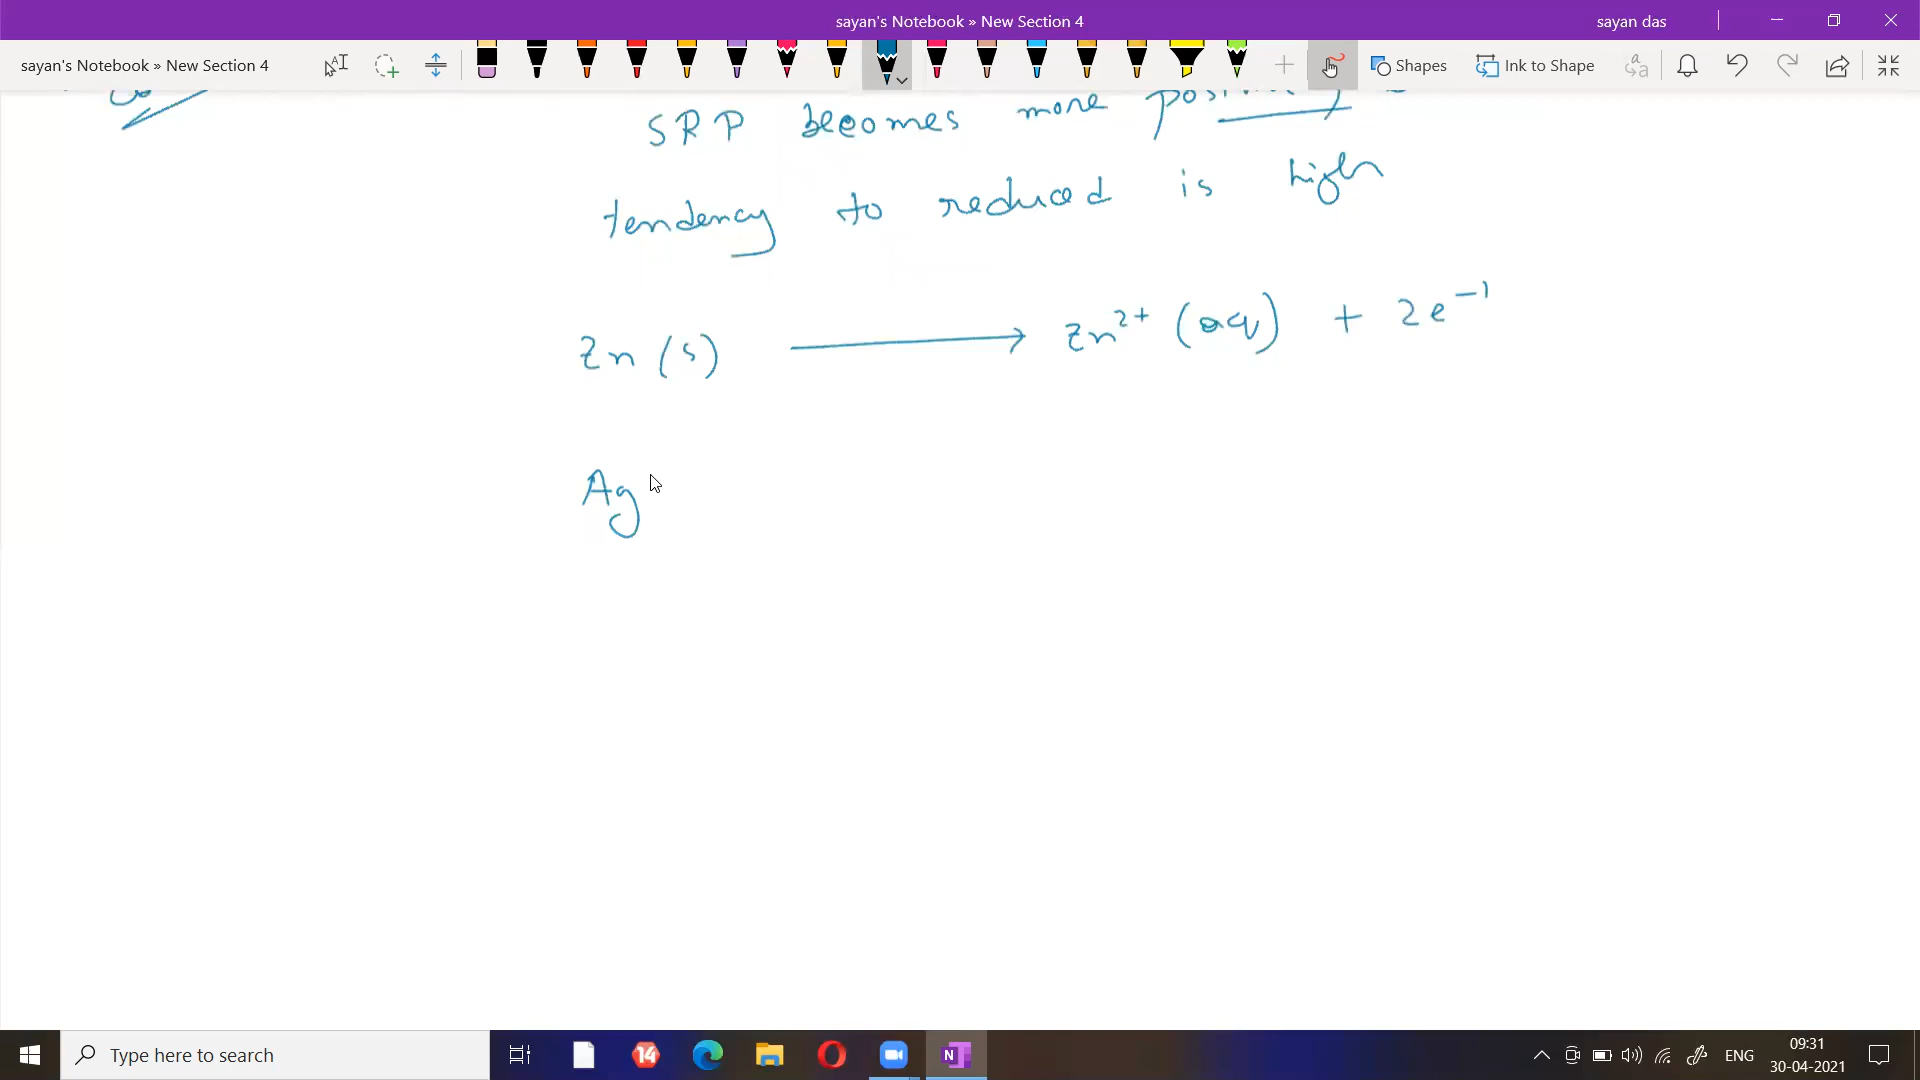 sayan's Notebook » New Section 4
sayan das
sayan's Notebook » New Section 4
Shapes
Ink to Shape
SRP becomes more
tendency to reduced is high
Zn (s) ⟶ Zn²⁺ (aq) + 2e⁻¹
Ag
Type here to search
14
N
ENG
09:31
30-04-2021